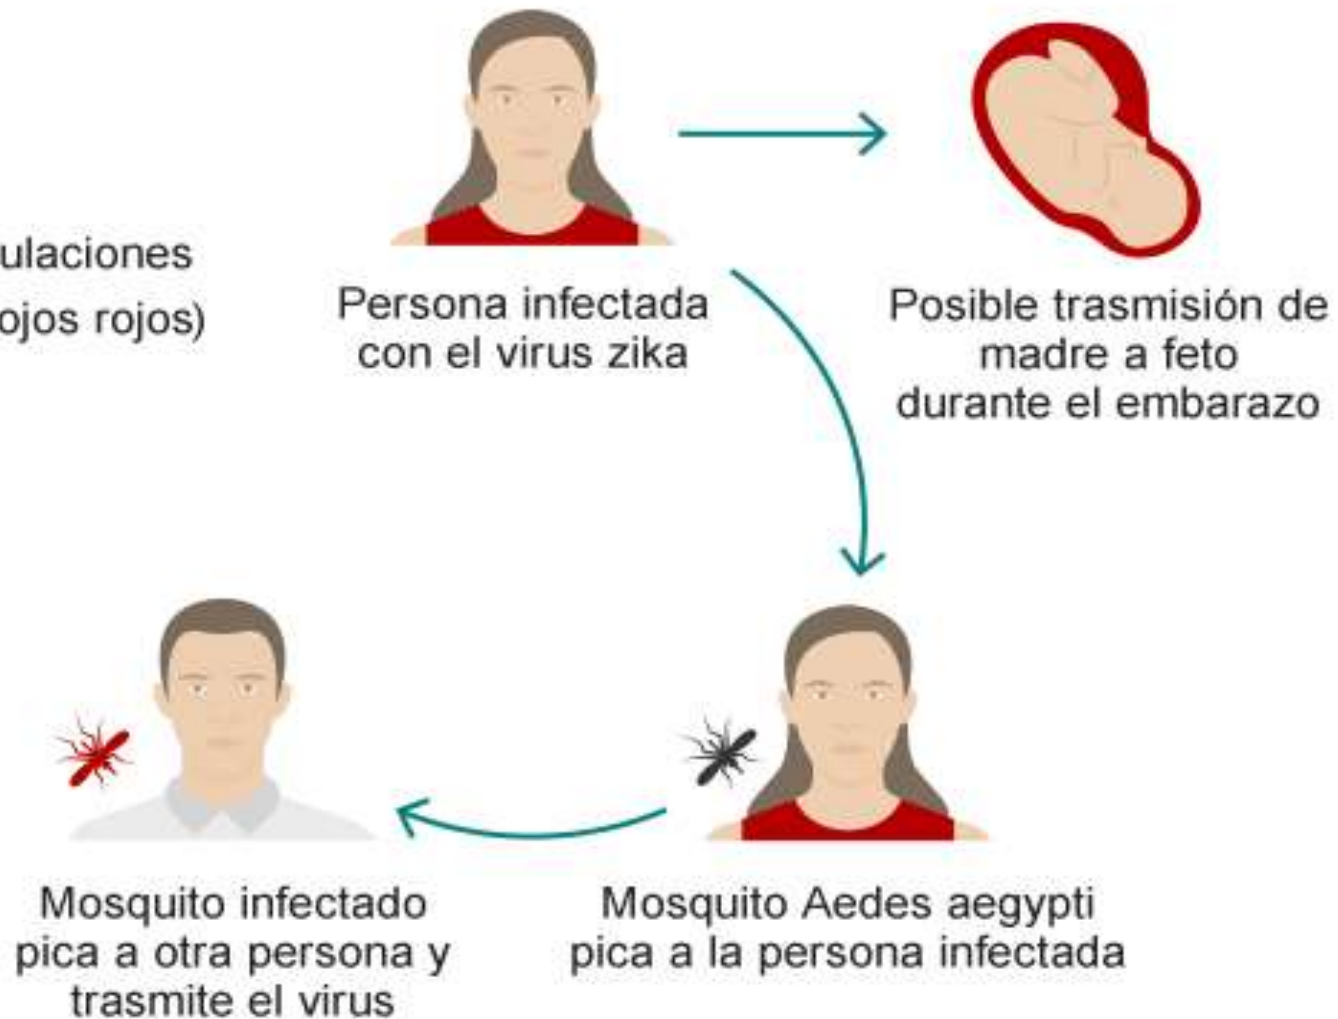 ojos rojos)
Persona infectada
con el virus zika
Posible trasmisión de
madre a feto
durante el embarazo
Mosquito infectado
pica a otra persona y
trasmite el virus
Mosquito Aedes aegypti
pica a la persona infectada